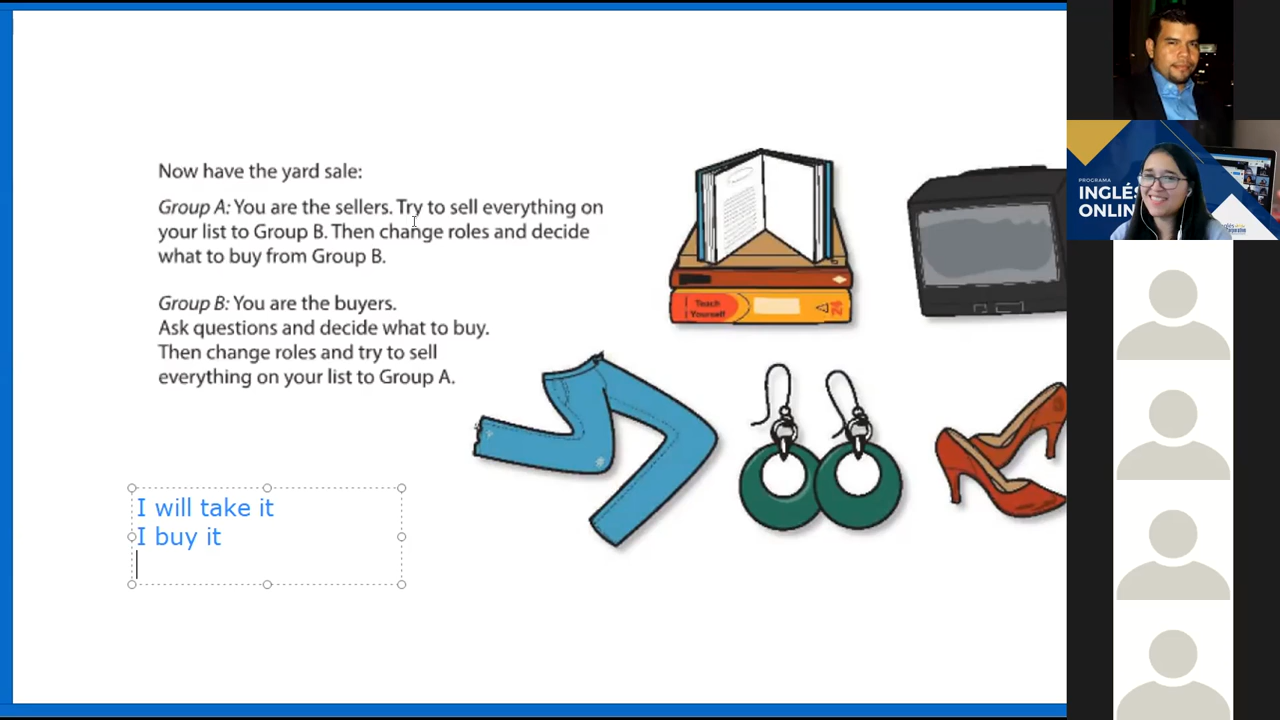 Now have the yard sale:
Group A: You are the sellers. Try to sell everything on
your list to Group B. Then change roles and decide
what to buy from Group B.
Group B: You are the buyers.
Ask questions and decide what to buy.
Then change roles and try to sell
everything on your list to Group A.
I will take it
I buy it
Teach
Yourself
24
PROGRAMA
INGLÉS
ONLIN